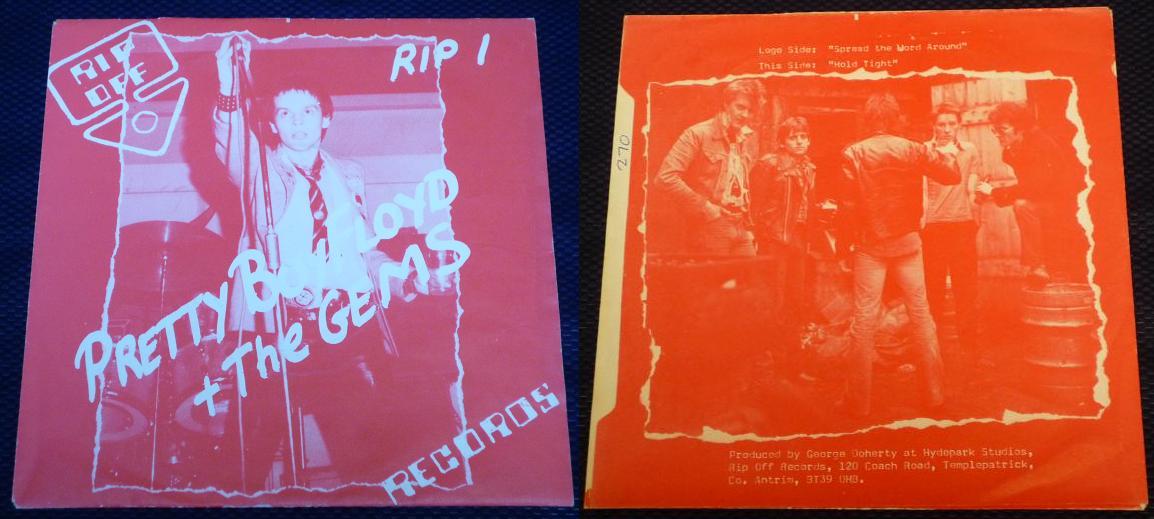 RIP
OFF
RIP 1
PRETTY BOY FLOYD
+ The GEMS
RECORDS
Logo Side: "Spread the Word Around"
This Side: "Hold Tight"
270
Produced by George Doherty at Hydepark Studios,
Rip Off Records, 120 Coach Road, Templepatrick,
Co. Antrim, BT39 0HB.